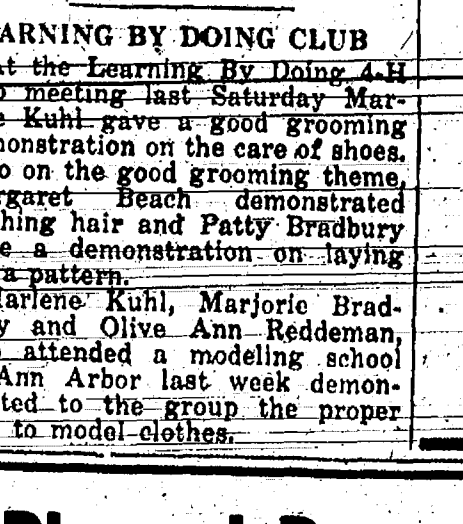 ARNING BY DOING CLUB
At the Learning By Doing 4-H
meeting last Saturday Mar-
Kuhl gave a good grooming
monstration on the care of shoes.
on the good grooming theme,
rgaret Beach demonstrated
hing hair and Patty Bradbury
e a demonstration on laying
a pattern.
Marlene Kuhl, Marjorie Brad-
y and Olive Ann Reddeman,
attended a modeling school
Ann Arbor last week demon-
ted to the group the proper
to model clothes.